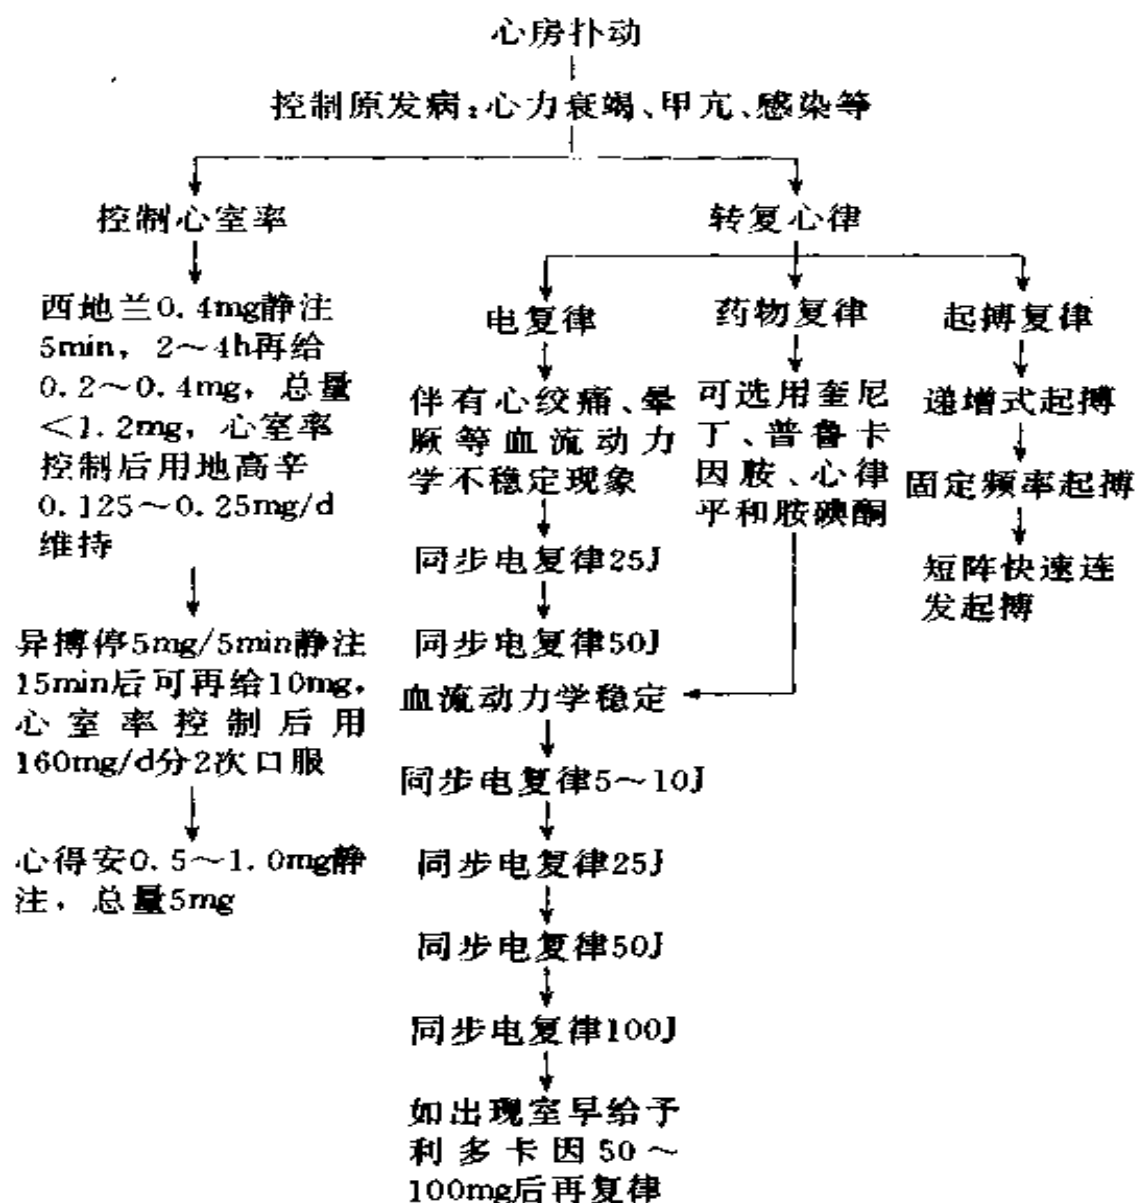 心房扑动
控制原发病：心力衰竭、甲亢、感染等
控制心室率
西地兰0.4mg静注
5min，2～4h再给
0.2～0.4mg，总量
＜1.2mg，心室率
控制后用地高辛
0.125～0.25mg/d
维持
异搏停5mg/5min静注
15min后可再给10mg，
心室率控制后用
160mg/d分2次口服
心得安0.5～1.0mg静
注，总量5mg
转复心律
电复律
伴有心绞痛、晕
厥等血流动力
学不稳定现象
同步电复律25J
同步电复律50J
血流动力学稳定
同步电复律5～10J
同步电复律25J
同步电复律50J
同步电复律100J
如出现室早给予
利多卡因50～
100mg后再复律
药物复律
可选用奎尼
丁、普鲁卡
因胺、心律
平和胺碘酮
起搏复律
递增式起搏
固定频率起搏
短阵快速连
发起搏